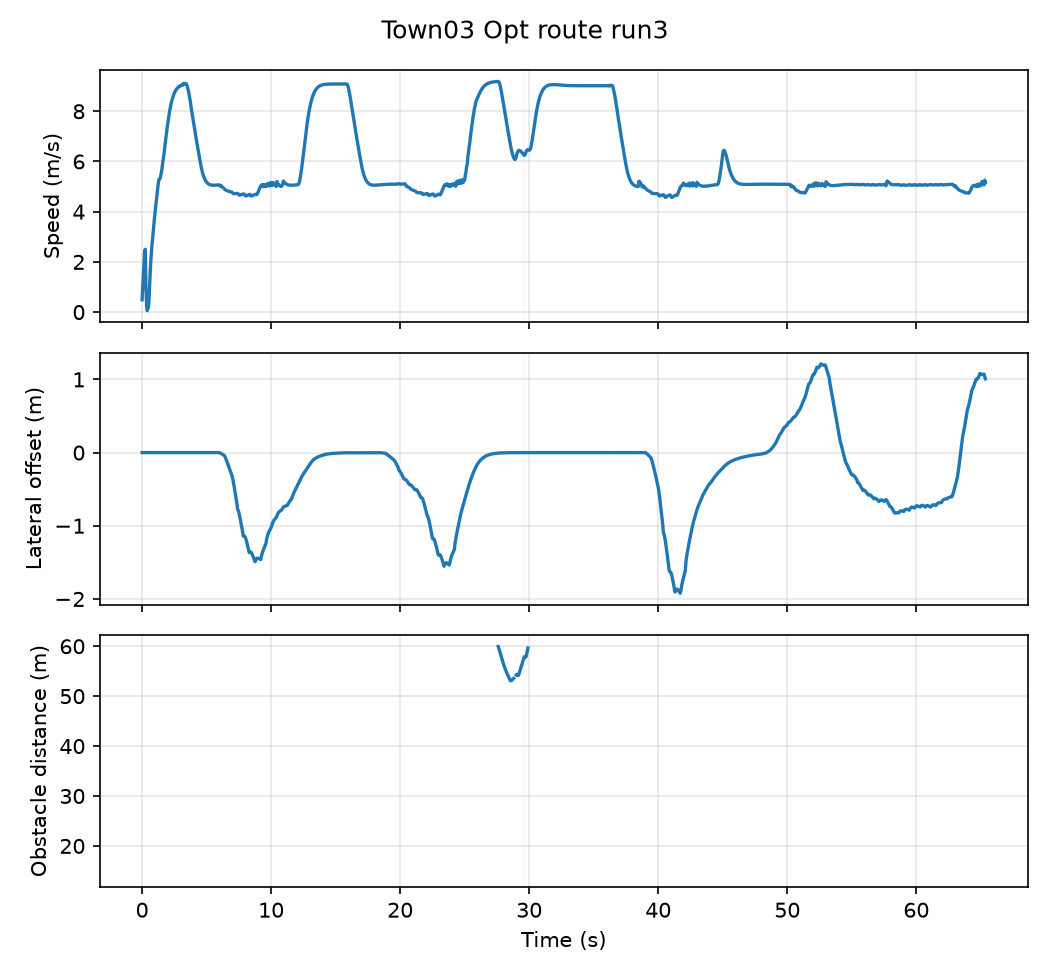 Town03 Opt route run3
Speed (m/s)
8
6
4
2
0
Lateral offset (m)
1
0
−1
−2
Obstacle distance (m)
60
50
40
30
20
0 10 20 30 40 50 60
Time (s)